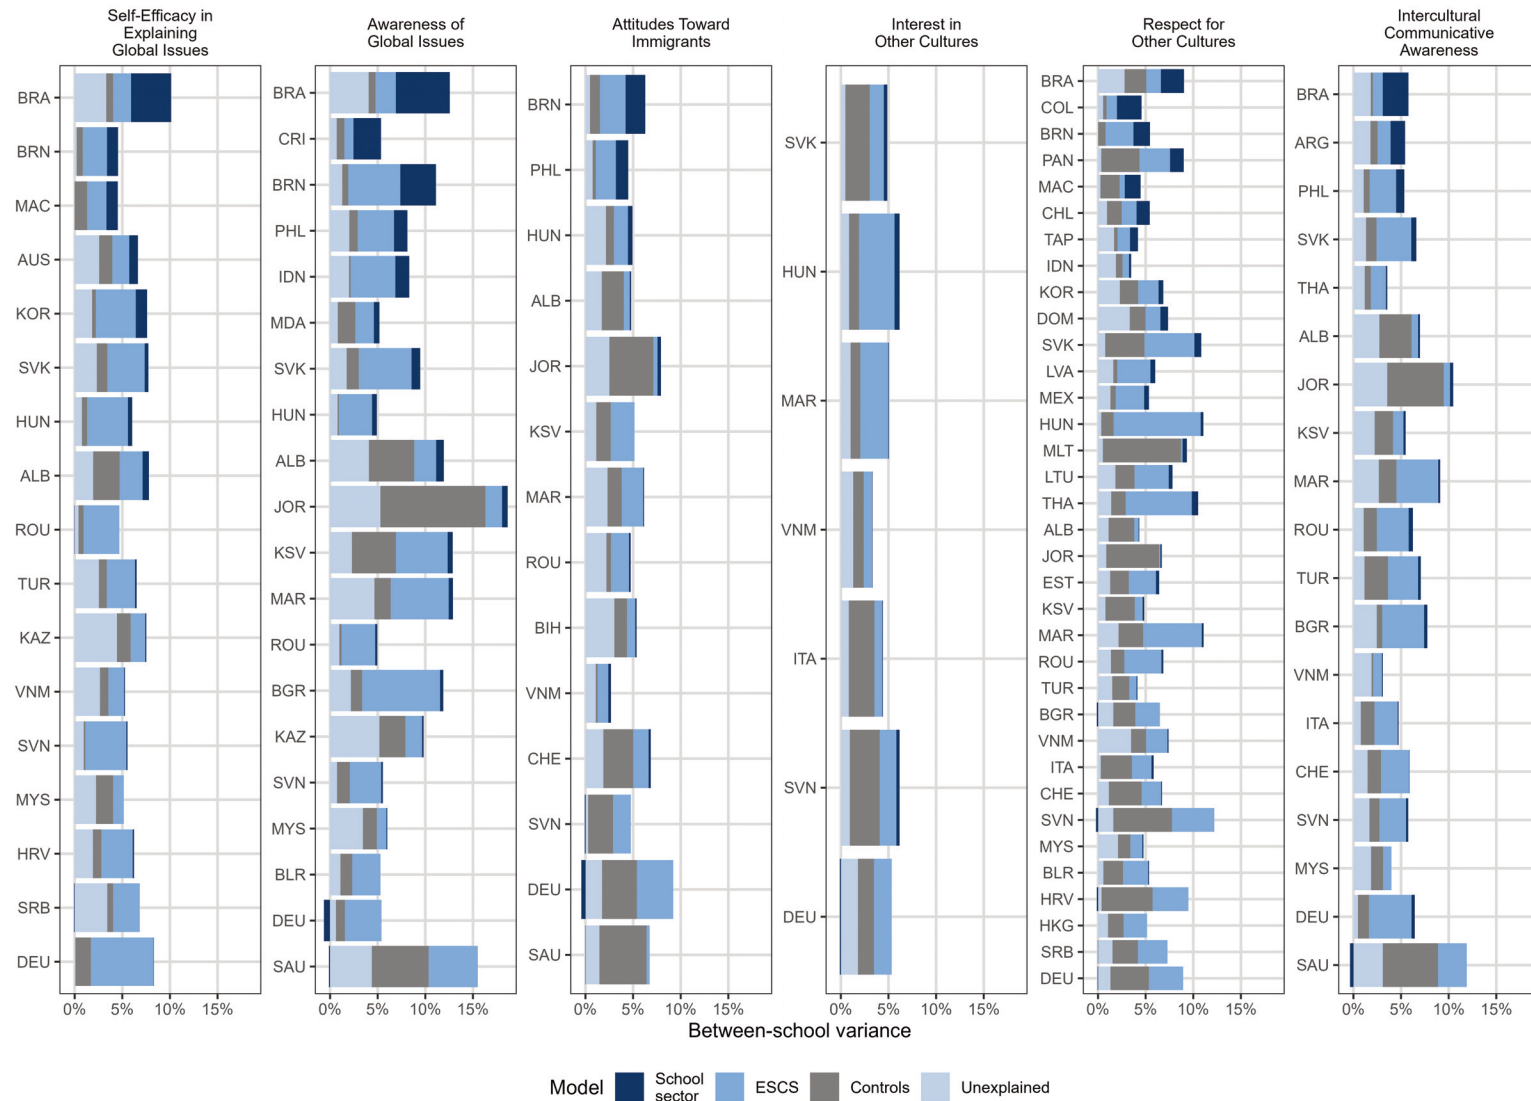 Self-Efficacy in
Explaining
Global Issues
BRA
BRN
MAC
AUS
KOR
SVK
HUN
ALB
ROU
TUR
KAZ
VNM
SVN
MYS
HRV
SRB
DEU
0% 5% 10% 15%
Awareness of
Global Issues
BRA
CRI
BRN
PHL
IDN
MDA
SVK
HUN
ALB
JOR
KSV
MAR
ROU
BGR
KAZ
SVN
MYS
BLR
DEU
SAU
0% 5% 10% 15%
Attitudes Toward
Immigrants
BRN
PHL
HUN
ALB
JOR
KSV
MAR
ROU
BIH
VNM
CHE
SVN
DEU
SAU
0% 5% 10% 15%
Interest in
Other Cultures
SVK
HUN
MAR
VNM
ITA
SVN
DEU
0% 5% 10% 15%
Respect for
Other Cultures
BRA
COL
BRN
PAN
MAC
CHL
TAP
IDN
KOR
DOM
SVK
LVA
MEX
HUN
MLT
LTU
THA
ALB
JOR
EST
KSV
MAR
ROU
TUR
BGR
VNM
ITA
CHE
SVN
MYS
BLR
HRV
HKG
SRB
DEU
0% 5% 10% 15%
Intercultural
Communicative
Awareness
BRA
ARG
PHL
SVK
THA
ALB
JOR
KSV
MAR
ROU
TUR
BGR
VNM
ITA
CHE
SVN
MYS
DEU
SAU
0% 5% 10% 15%
Between-school variance
Model
School
sector
ESCS
Controls
Unexplained